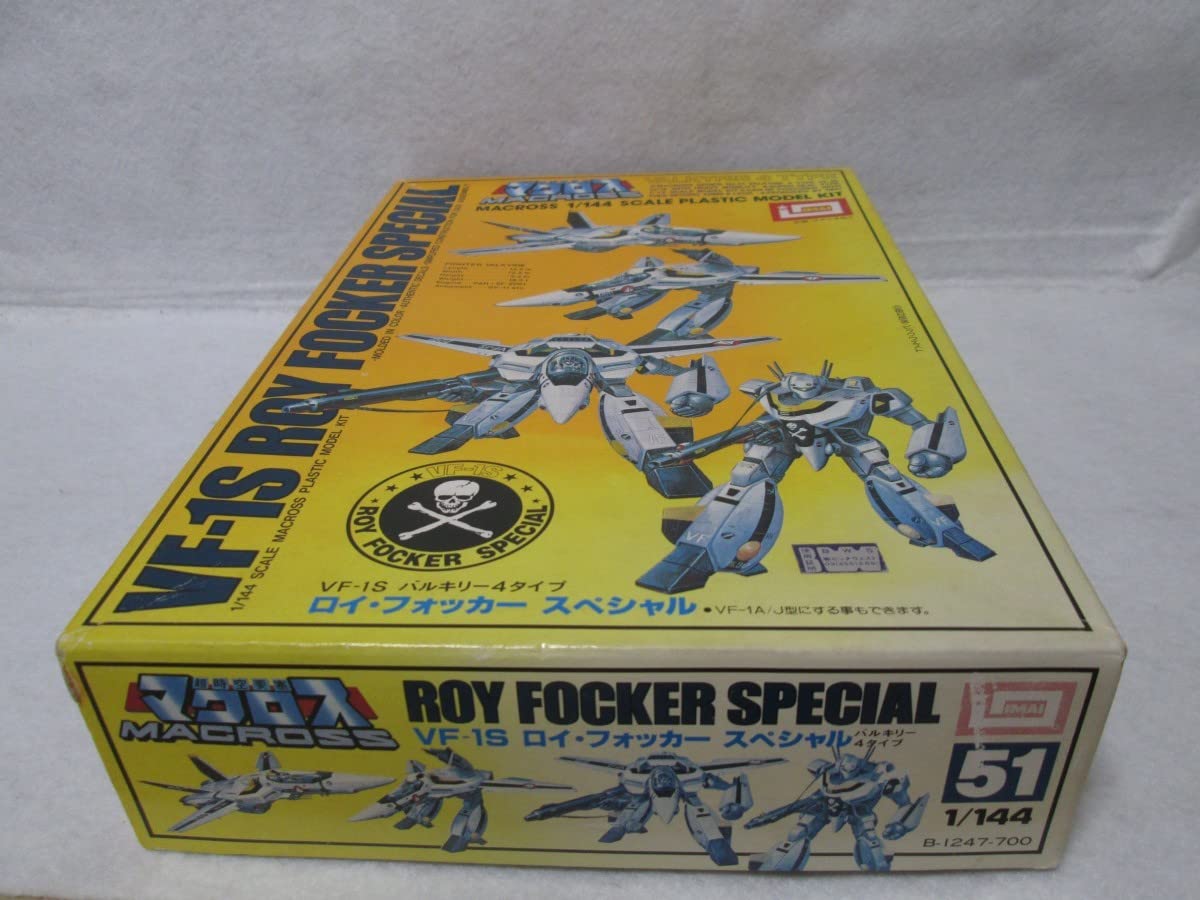 超時空要塞
マクロス
MACROSS
MACROSS 1/144 SCALE PLASTIC MODEL KIT
IMAI
VF-1S ROY FOCKER SPECIAL
1/144 SCALE MACROSS PLASTIC MODEL KIT
FIGHTER VALKYRIE
VF-1S
ROY FOCKER SPECIAL
VF-1S バルキリー4タイプ
ロイ・フォッカー スペシャル
•VF-1A/J型にする事もできます。
BWS
超時空要塞
マクロス
MACROSS
ROY FOCKER SPECIAL
VF-1S ロイ・フォッカー スペシャル バルキリー4タイプ
IMAI
51
1/144
B-1247-700